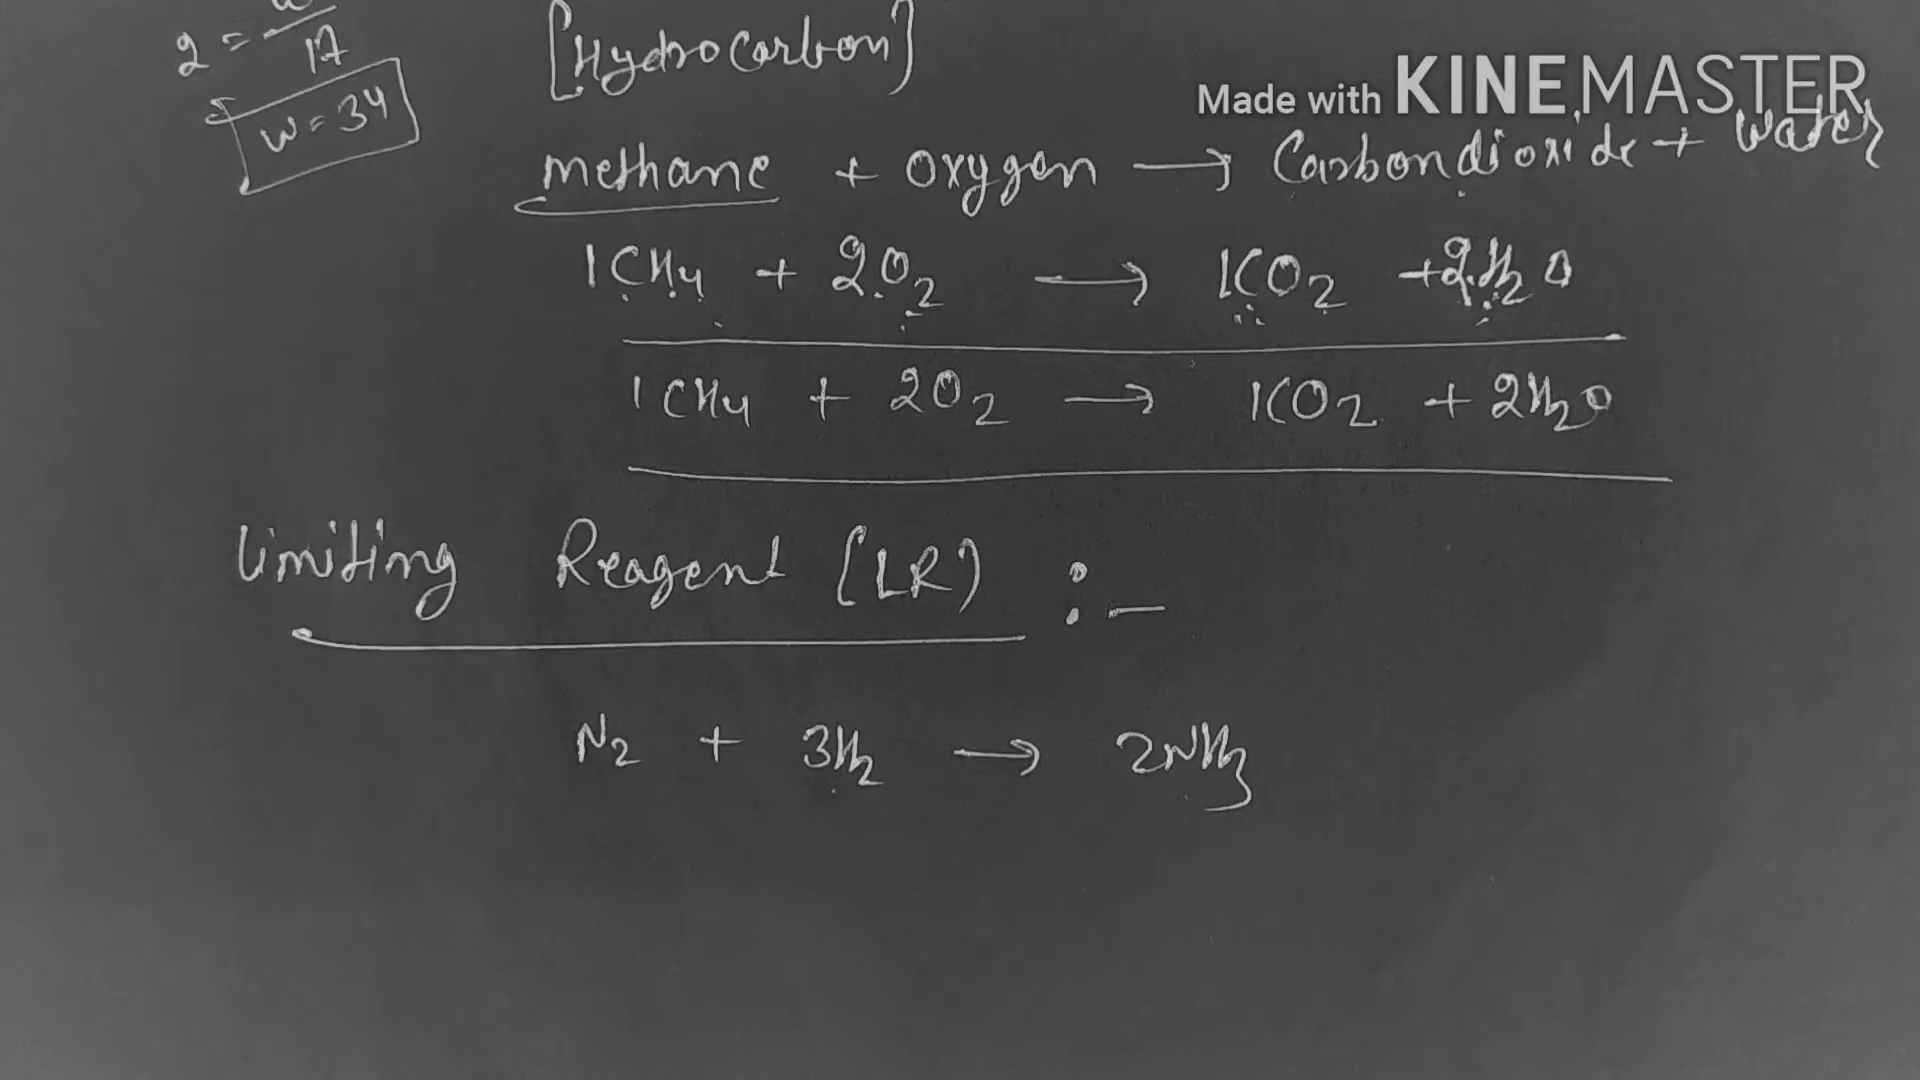 2 = w/17
w = 34
[Hydrocarbon]
Made with KINEMASTER
methane + oxygen → Carbondioxide + water
1CH4 + 2O2 → 1CO2 + 2H2O
1CH4 + 2O2 → 1CO2 + 2H2O
Limiting Reagent (LR) :-
N2 + 3H2 → 2NH3